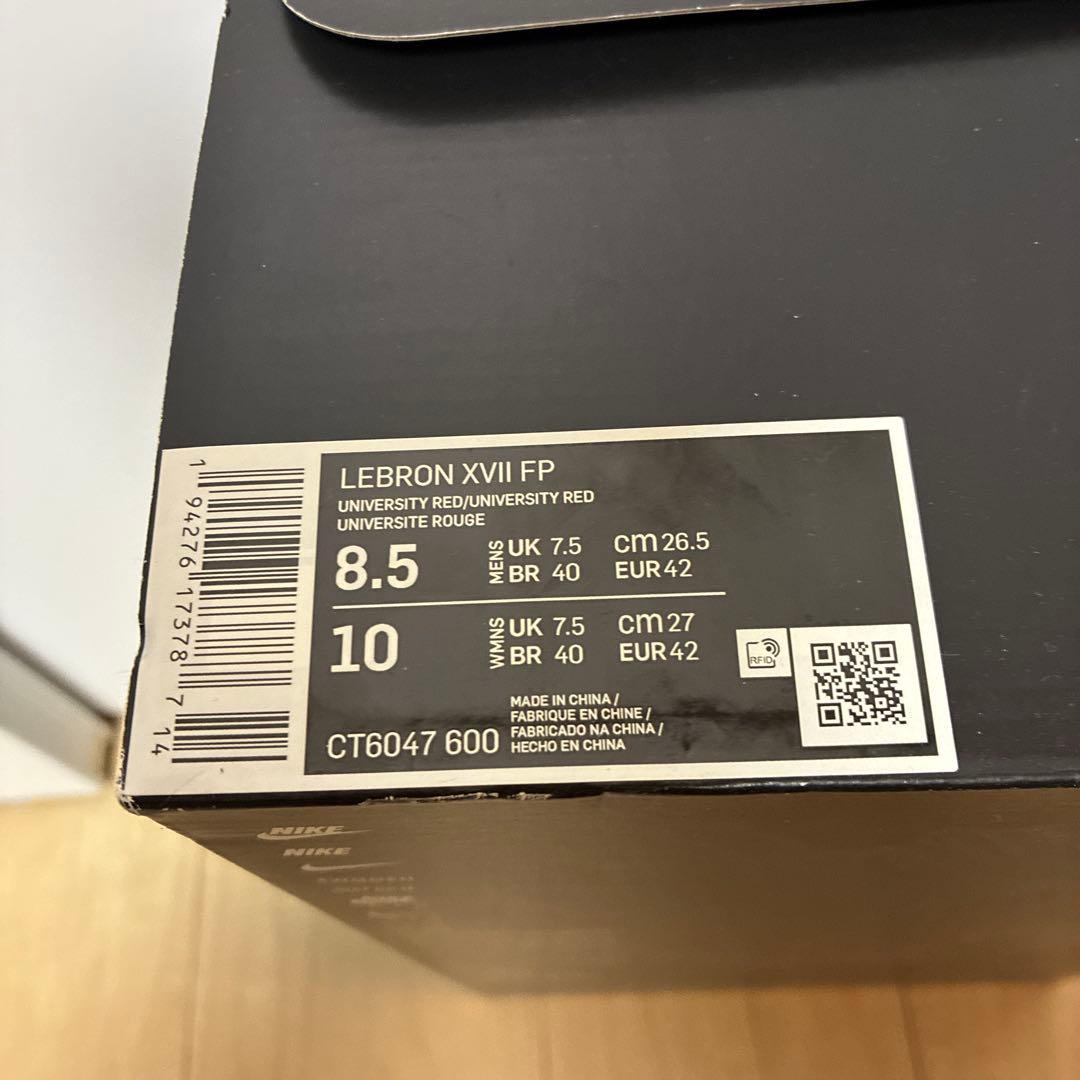 LEBRON XVII FP
UNIVERSITY RED/UNIVERSITY RED
UNIVERSITE ROUGE
8.5 MENS UK 7.5 cm 26.5
BR 40 EUR 42
10 WMNS UK 7.5 cm 27
BR 40 EUR 42
RFID
MADE IN CHINA /
FABRIQUE EN CHINE /
FABRICADO NA CHINA /
HECHO EN CHINA
CT6047 600
1 94276 17378 7 14
NIKE
NIKE